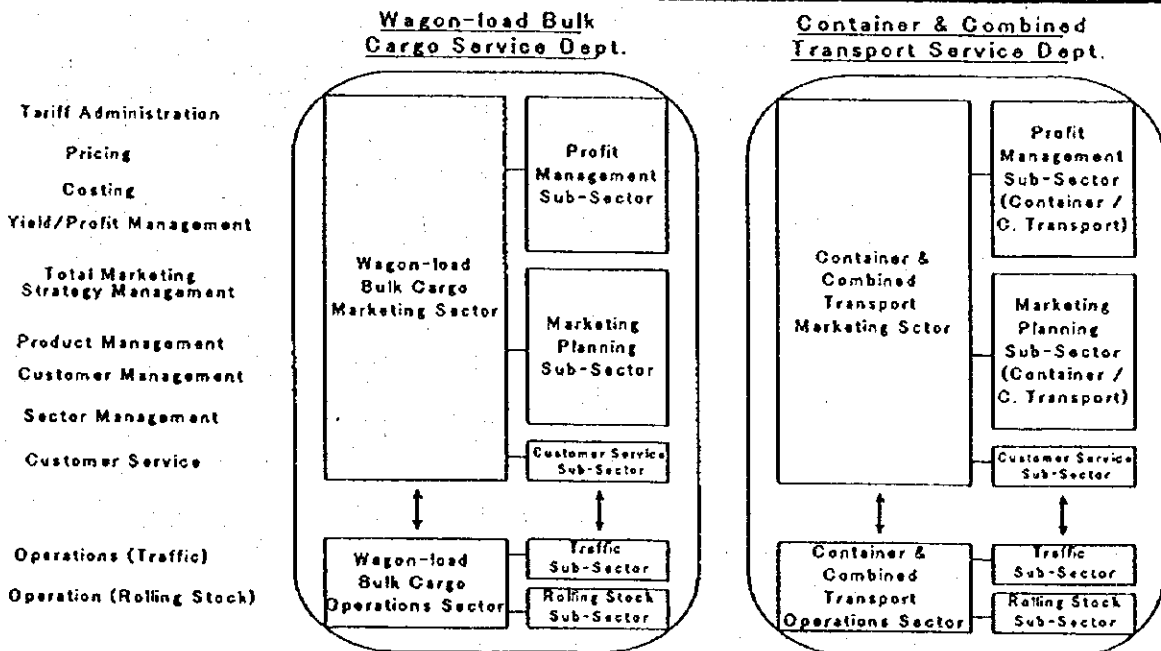 Wagon-load Bulk
Cargo Service Dept.
Container & Combined
Transport Service Dept.
Tariff Administration
Pricing
Costing
Yield/Profit Management
Total Marketing
Strategy Management
Product Management
Customer Management
Sector Management
Customer Service
Operations (Traffic)
Operation (Rolling Stock)
Wagon-load
Bulk Cargo
Marketing Sector
Profit
Management
Sub-Sector
Marketing
Planning
Sub-Sector
Customer Service
Sub-Sector
Wagon-load
Bulk Cargo
Operations Sector
Traffic
Sub-Sector
Rolling Stock
Sub-Sector
Container &
Combined
Transport
Marketing Sctor
Profit
Management
Sub-Sector
(Container /
C. Transport)
Marketing
Planning
Sub-Sector
(Container /
C. Transport)
Customer Service
Sub-Sector
Container &
Combined
Transport
Operations Sector
Traffic
Sub-Sector
Rolling Stock
Sub-Sector